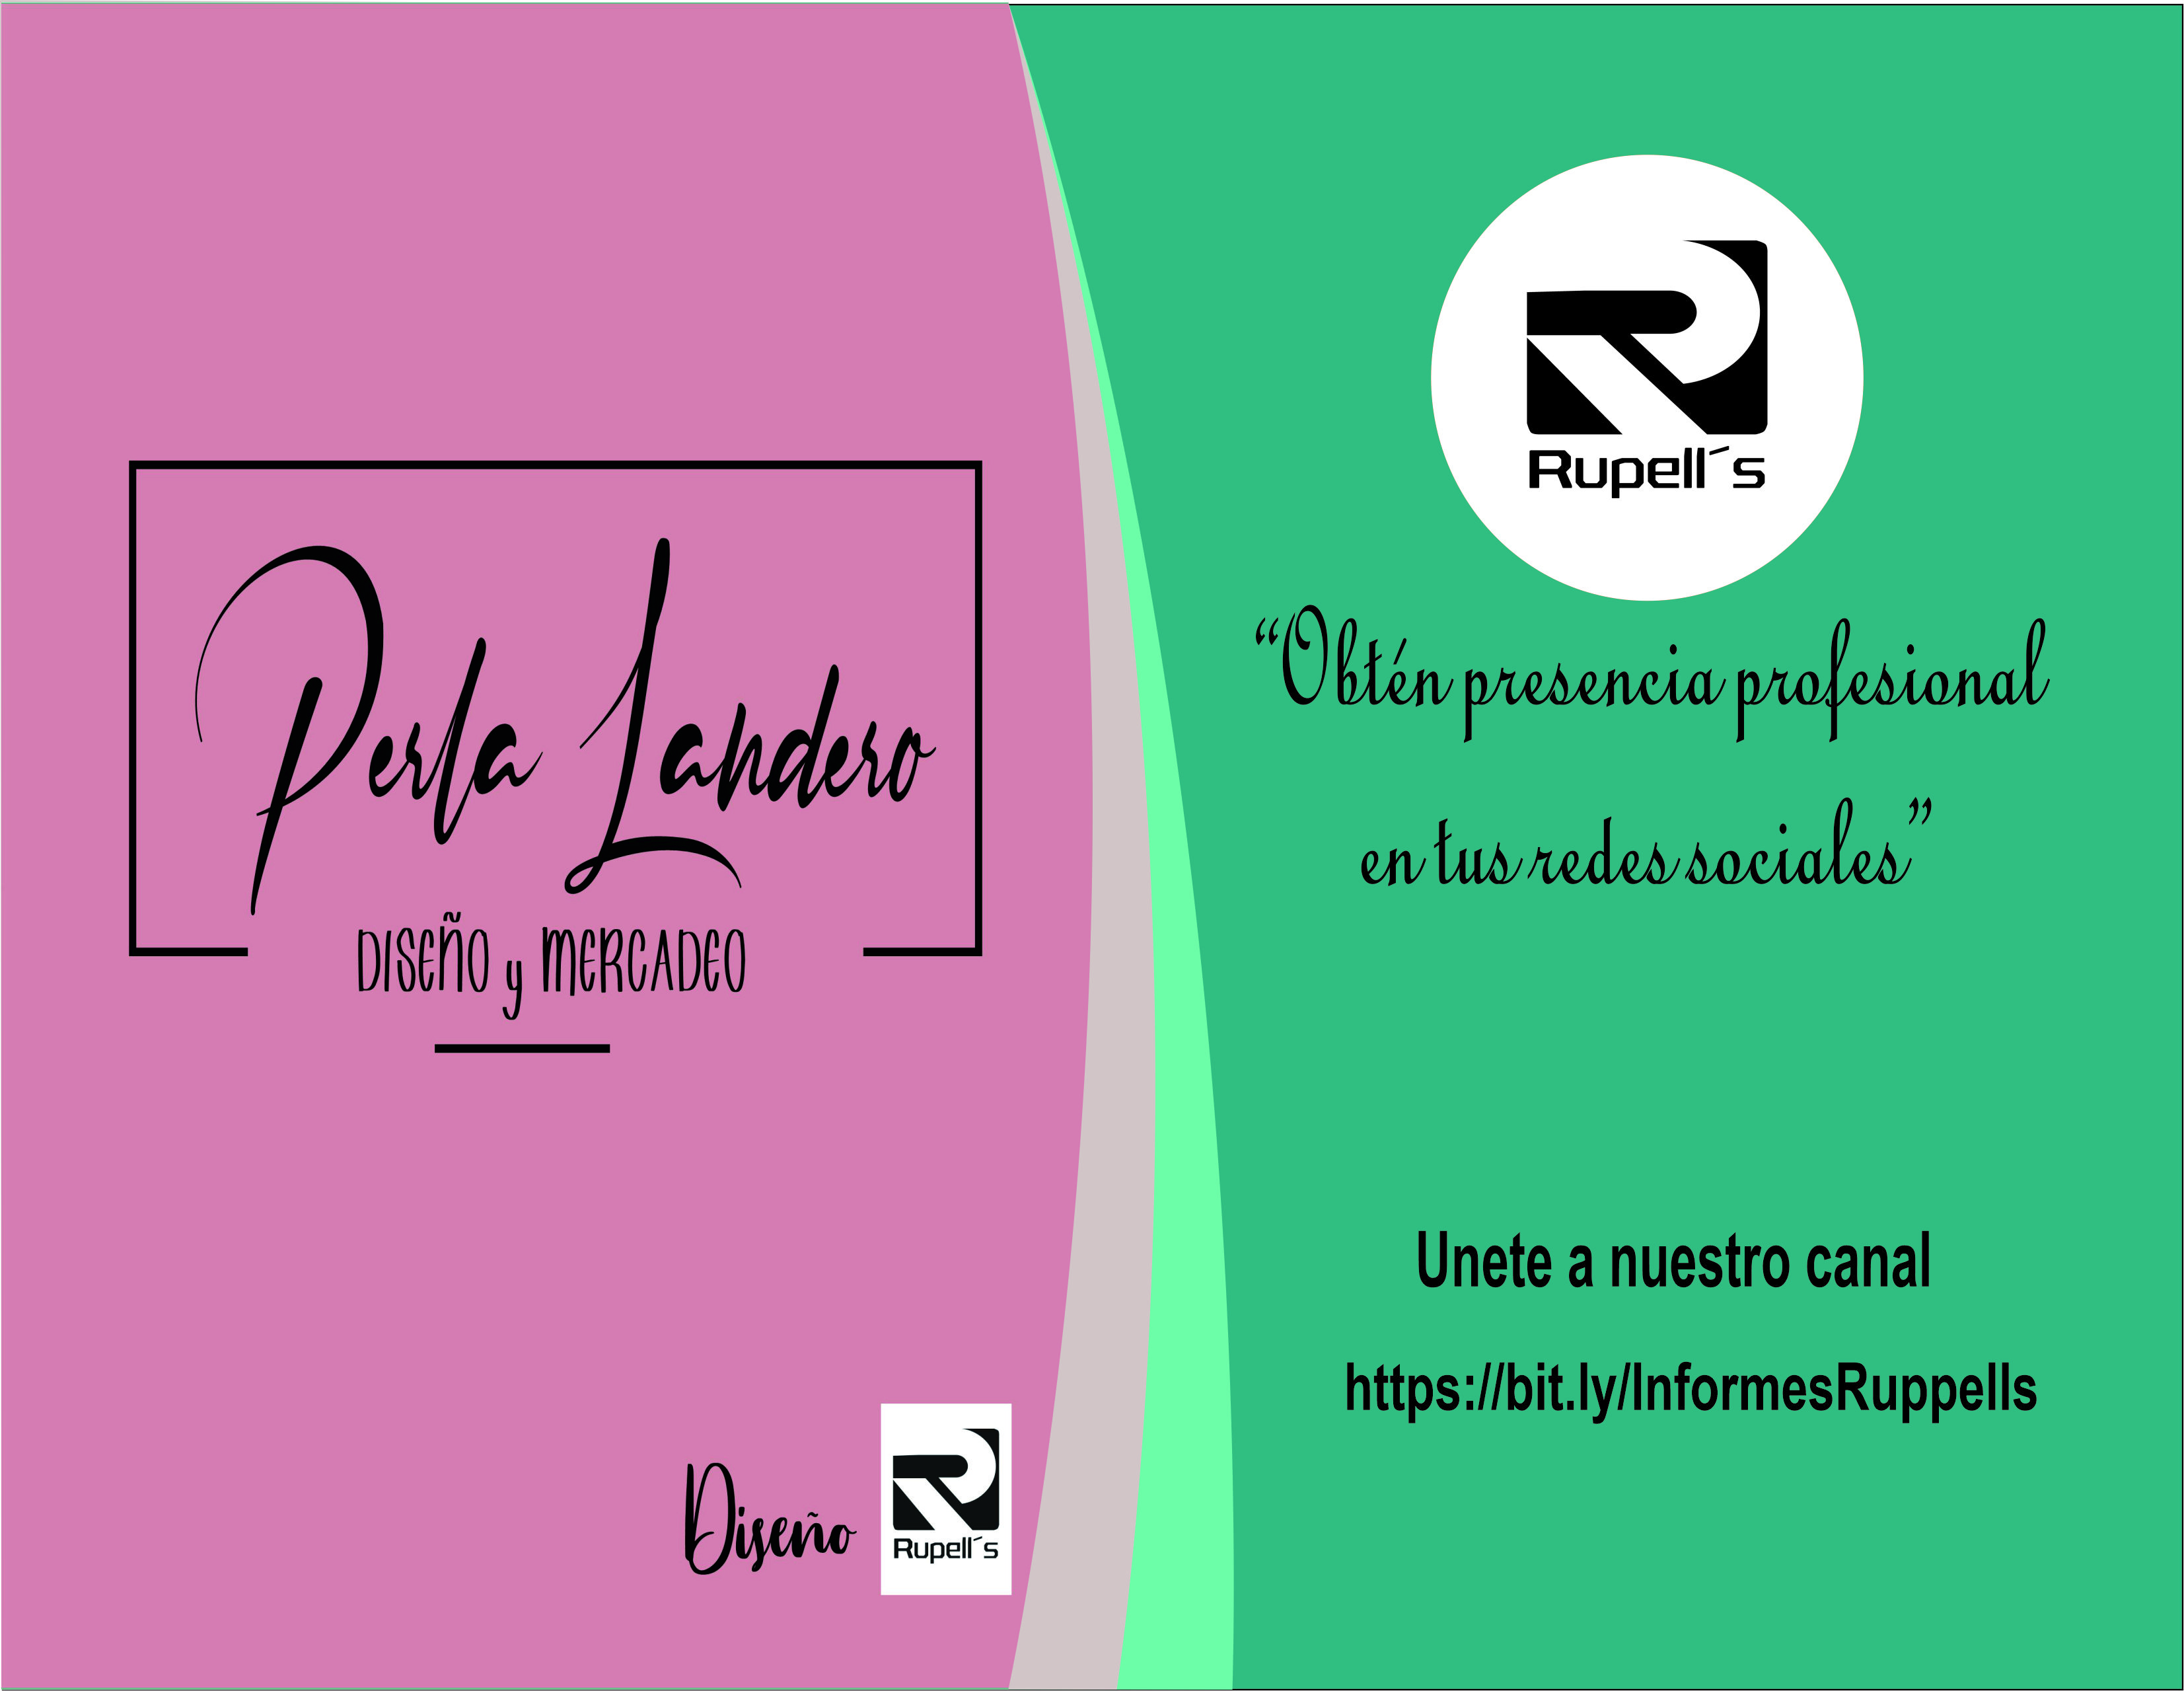 Perla Landero
DISEÑO y MERCADEO
Diseño
Rupell´s
Rupell´s
“Obtén presencia profesional
en tus redes sociales”
Unete a nuestro canal
https://bit.ly/InformesRuppells